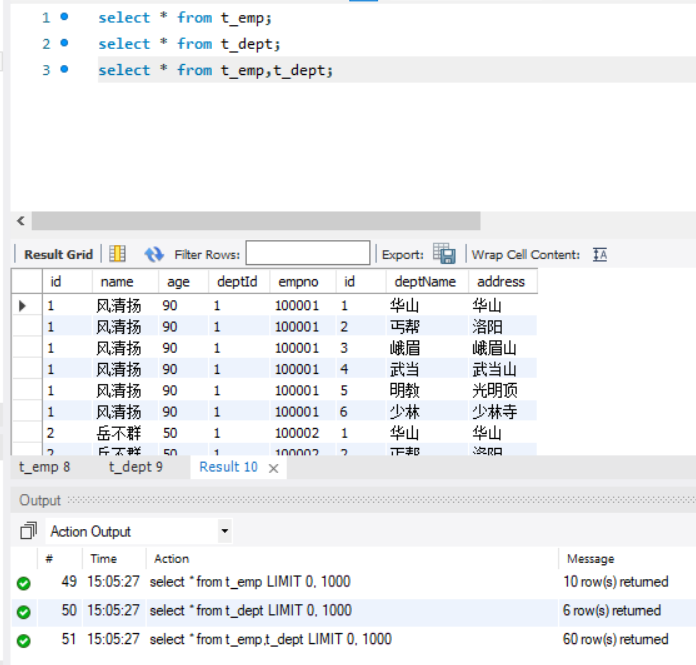 1 select * from t_emp;
2 select * from t_dept;
3 select * from t_emp,t_dept;
Result Grid Filter Rows: Export: Wrap Cell Content: IA
id name age deptId empno id deptName address
1 风清扬 90 1 100001 1 华山 华山
1 风清扬 90 1 100001 2 丐帮 洛阳
1 风清扬 90 1 100001 3 峨眉 峨眉山
1 风清扬 90 1 100001 4 武当 武当山
1 风清扬 90 1 100001 5 明教 光明顶
1 风清扬 90 1 100001 6 少林 少林寺
2 岳不群 50 1 100002 1 华山 华山
2 岳不群 50 1 100002 2 丐帮 洛阳
t_emp 8 t_dept 9 Result 10
Output
Action Output
# Time Action Message
49 15:05:27 select * from t_emp LIMIT 0, 1000 10 row(s) returned
50 15:05:27 select * from t_dept LIMIT 0, 1000 6 row(s) returned
51 15:05:27 select * from t_emp,t_dept LIMIT 0, 1000 60 row(s) returned